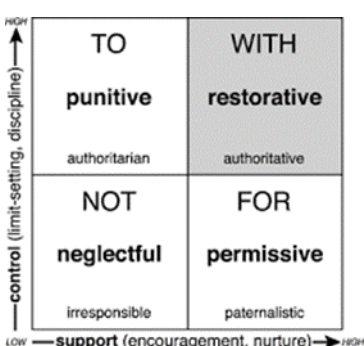 HIGH
TO
punitive
authoritarian
WITH
restorative
authoritative
NOT
neglectful
irresponsible
FOR
permissive
paternalistic
control (limit-setting, discipline)
LOW
support (encouragement, nurture)
HIGH